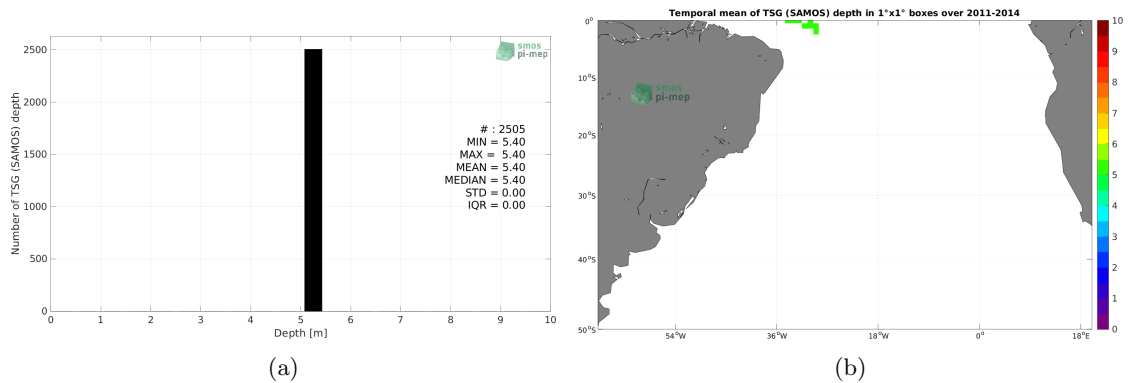 smos
pi-mep
2500
2000
1500
1000
500
0
Number of TSG (SAMOS) depth
# : 2505
MIN = 5.40
MAX = 5.40
MEAN = 5.40
MEDIAN = 5.40
STD = 0.00
IQR = 0.00
0 1 2 3 4 5 6 7 8 9 10
Depth [m]
(a)
Temporal mean of TSG (SAMOS) depth in 1°x1° boxes over 2011-2014
0°
10°S
20°S
30°S
40°S
50°S
smos
pi-mep
54°W 36°W 18°W 0° 18°E
10
9
8
7
6
5
4
3
2
1
0
(b)